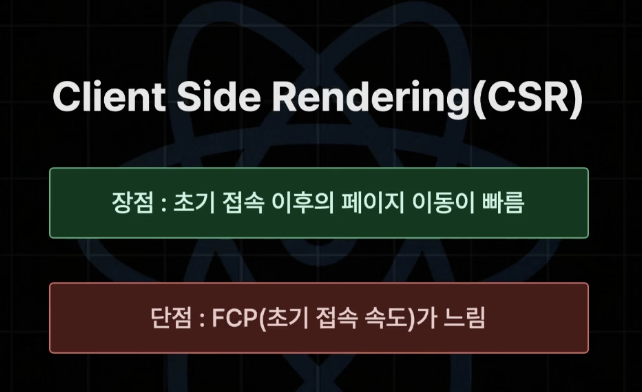 Client Side Rendering(CSR)
장점 : 초기 접속 이후의 페이지 이동이 빠름
단점 : FCP(초기 접속 속도)가 느림